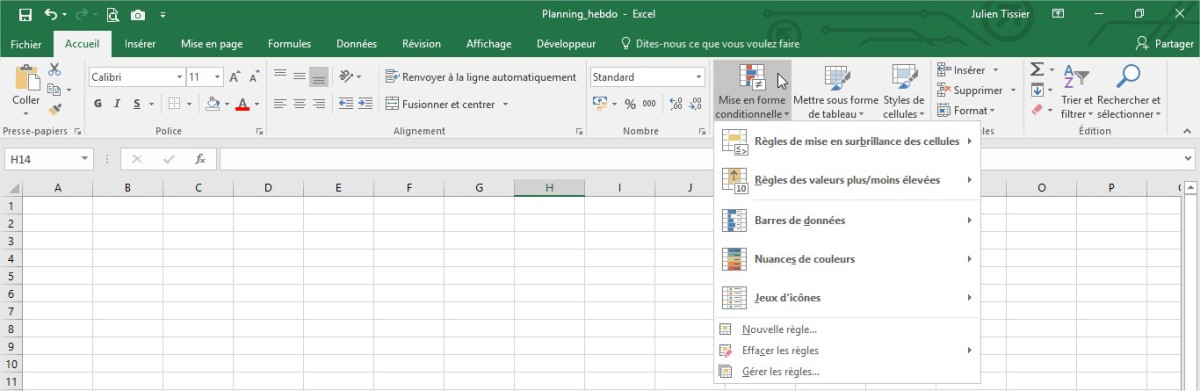 Planning_hebdo - Excel
Julien Tissier
Fichier Accueil Insérer Mise en page Formules Données Révision Affichage Développeur Dites-nous ce que vous voulez faire Partager
Coller
Presse-papiers
Calibri 11
G I S
Police
Renvoyer à la ligne automatiquement
Fusionner et centrer
Alignement
Standard
% 000
Nombre
Mise en forme
conditionnelle
Mettre sous forme
de tableau
Styles de
cellules
Insérer
Supprimer
Format
Trier et
filtrer
Rechercher et
sélectionner
Édition
H14
fx
Règles de mise en surbrillance des cellules
Règles des valeurs plus/moins élevées
Barres de données
Nuances de couleurs
Jeux d'icônes
Nouvelle règle...
Effacer les règles
Gérer les règles...
A B C D E F G H I J O P
1
2
3
4
5
6
7
8
9
10
11